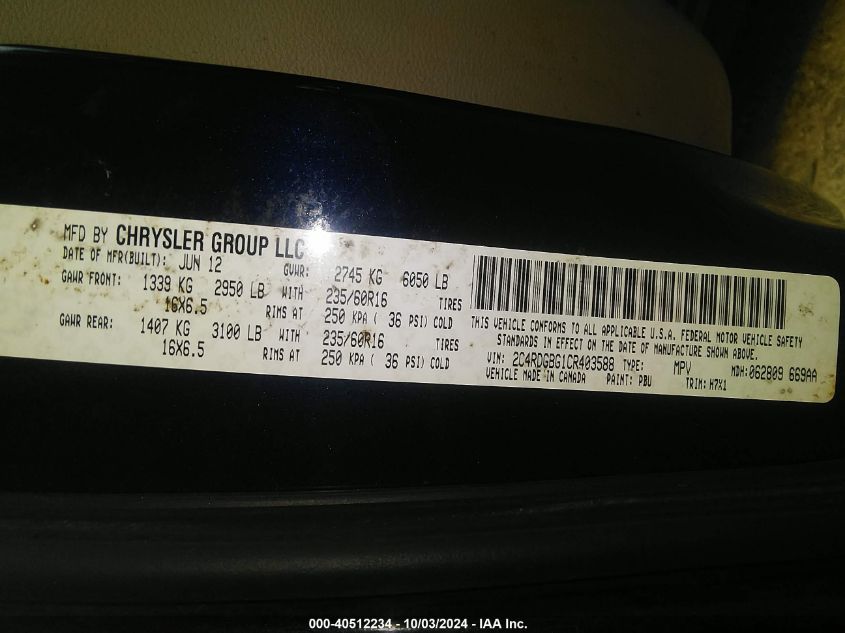 MFD BY CHRYSLER GROUP LLC
DATE OF MFR(BUILT): JUN 12 GVWR: 2745 KG 6050 LB
GAWR FRONT: 1339 KG 2950 LB WITH 235/60R16 TIRES
16X6.5 RIMS AT 250 KPA ( 36 PSI) COLD
GAWR REAR: 1407 KG 3100 LB WITH 235/60R16 TIRES
16X6.5 RIMS AT 250 KPA ( 36 PSI) COLD
THIS VEHICLE CONFORMS TO ALL APPLICABLE U.S.A. FEDERAL MOTOR VEHICLE SAFETY
STANDARDS IN EFFECT ON THE DATE OF MANUFACTURE SHOWN ABOVE.
VIN: 2C4RDGBG1CR403588 TYPE: MPV MDH: 062809 669AA
VEHICLE MADE IN CANADA PAINT: PBU TRIM: H7X1
000-40512234 - 10/03/2024 - IAA Inc.